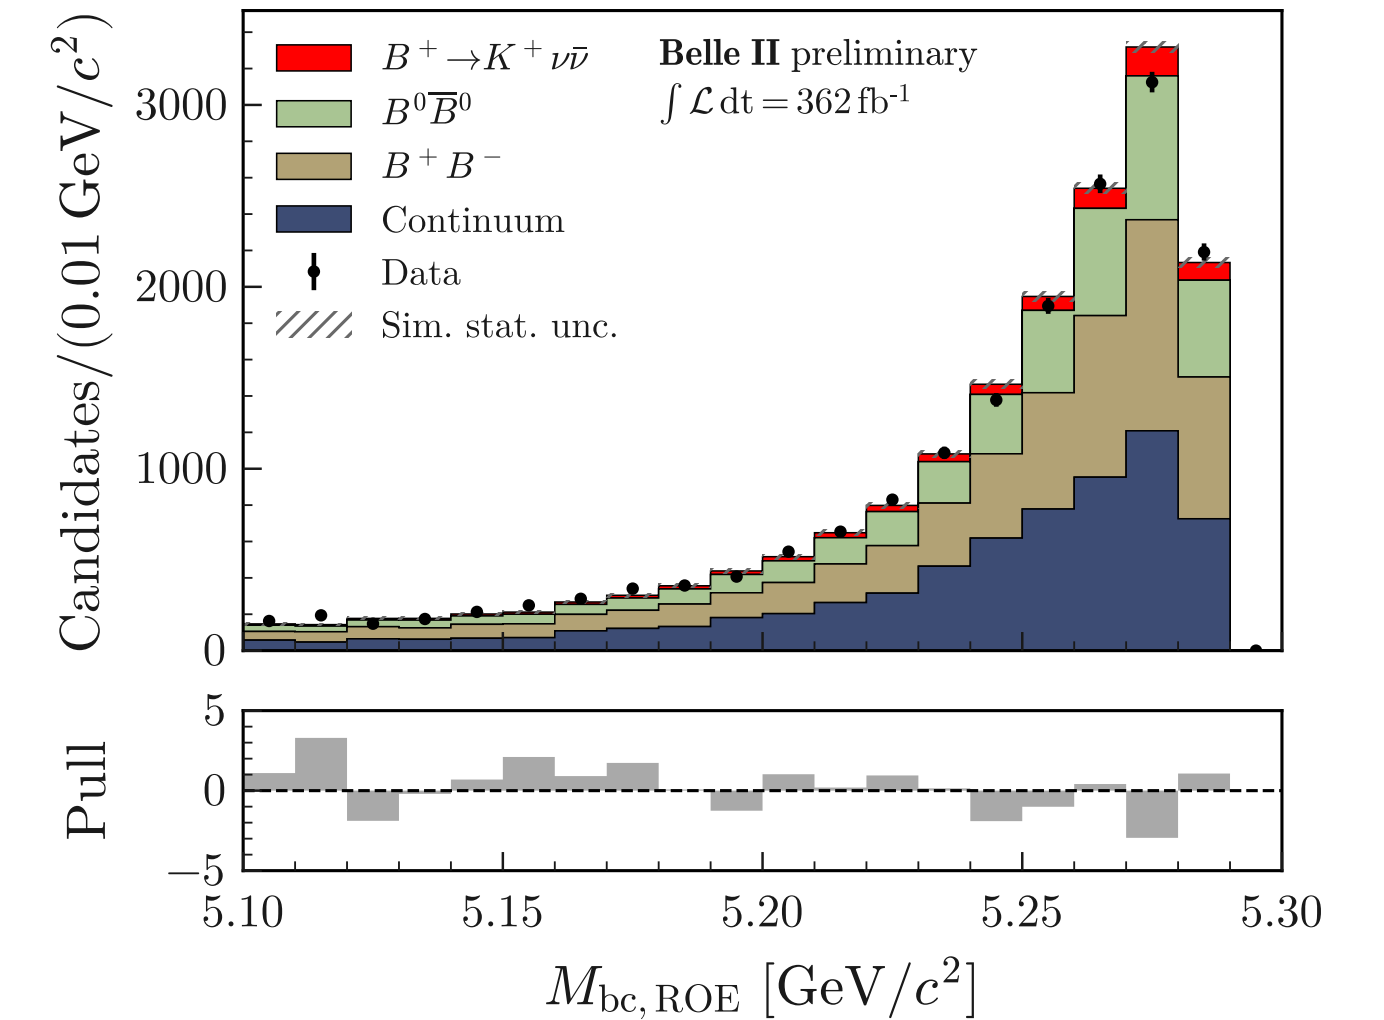 Candidates/(0.01 GeV/c²)
3000
2000
1000
0
B⁺→K⁺νν̄
B⁰B̅⁰
B⁺B⁻
Continuum
Data
Sim. stat. unc.
Belle II preliminary
∫ℒdt = 362 fb⁻¹
Pull
5
0
−5
5.10 5.15 5.20 5.25 5.30
M_bc, ROE [GeV/c²]